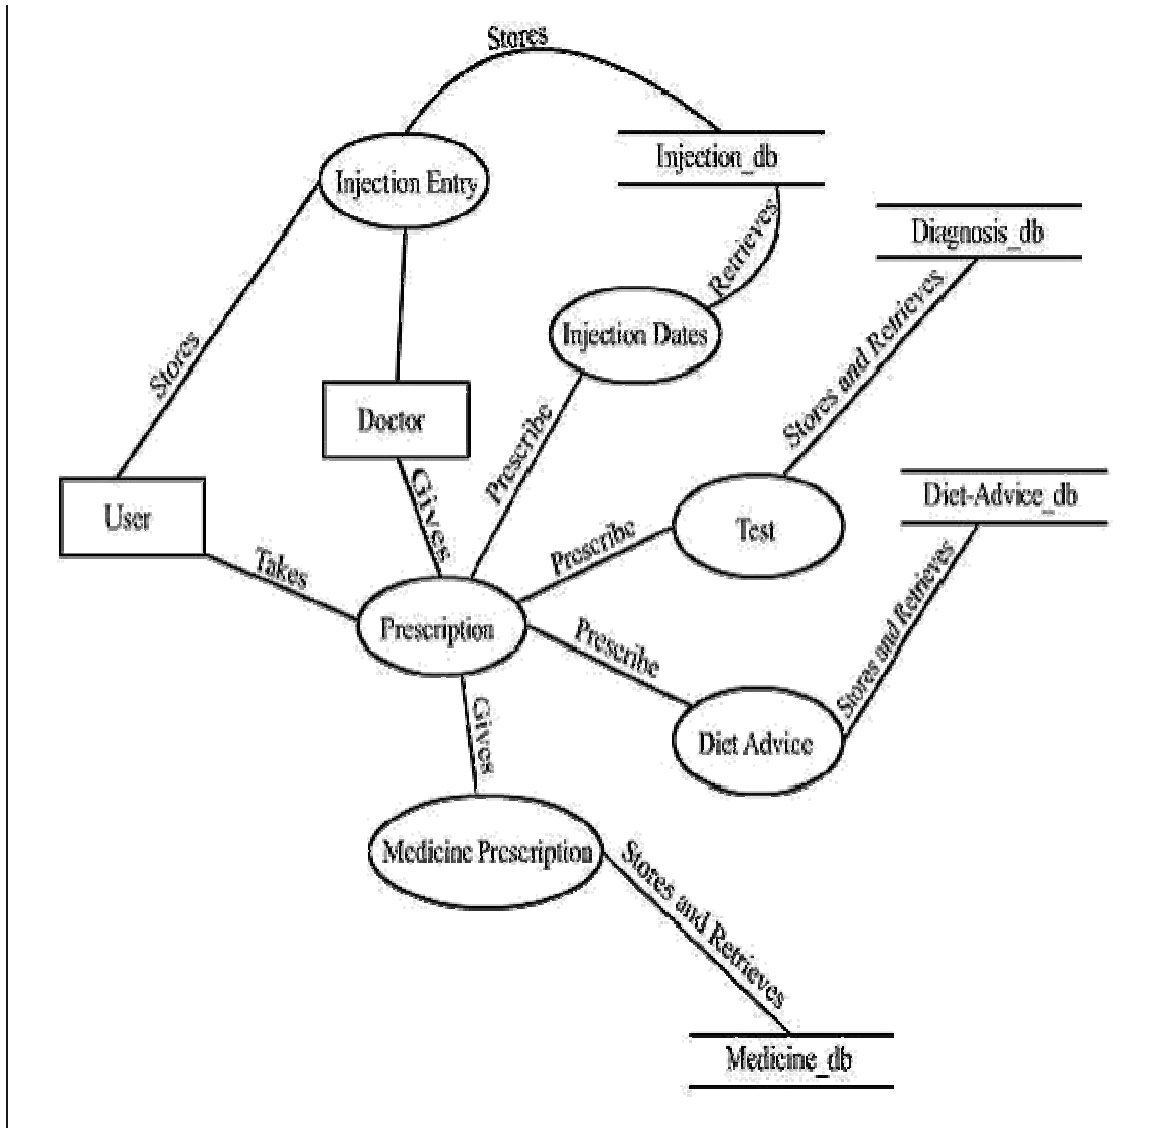 Stores
Injection Entry
Injection_db
Retrieves
Diagnosis_db
Injection Dates
Stores
Doctor
Prescribe
Stores and Retrieves
User
Gives
Test
Diet-Advice_db
Takes
Prescribe
Prescription
Prescribe
Stores and Retrieves
Gives
Diet Advice
Medicine Prescription
Stores and Retrieves
Medicine_db